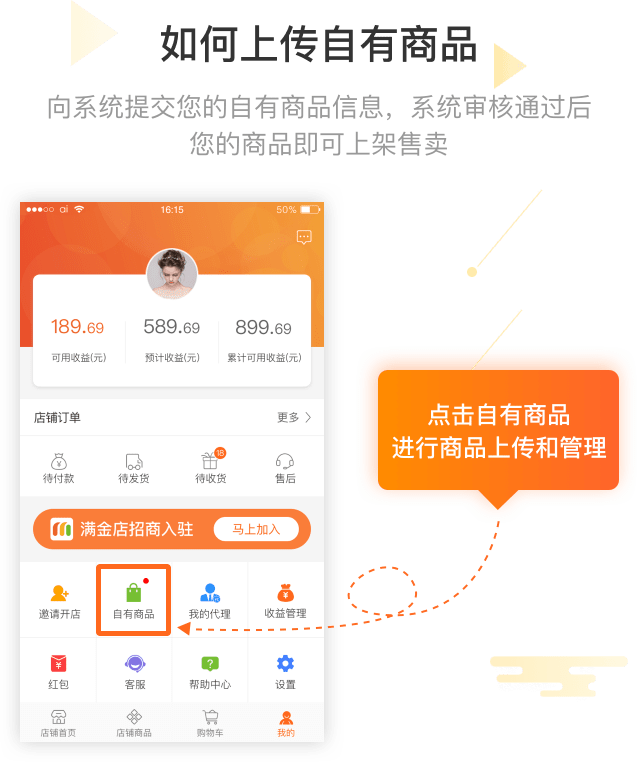 如何上传自有商品
向系统提交您的自有商品信息，系统审核通过后
您的商品即可上架售卖
16:15
50%
189.69
589.69
899.69
可用收益(元)
预计收益(元)
累计可用收益(元)
店铺订单
更多
18
待付款
待发货
待收货
售后
满金店招商入驻
马上加入
点击自有商品
进行商品上传和管理
邀请开店
自有商品
我的代理
收益管理
红包
客服
帮助中心
设置
店铺首页
店铺商品
购物车
我的